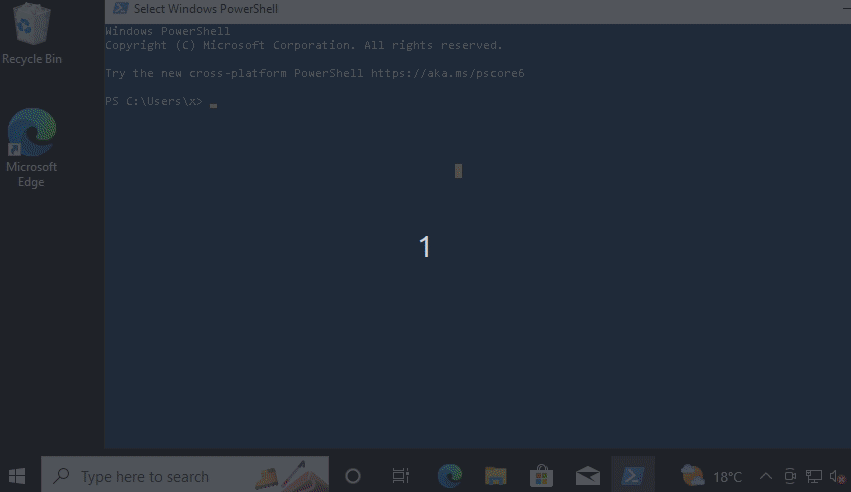 Recycle Bin
Microsoft
Edge
Select Windows PowerShell
Windows PowerShell
Copyright (C) Microsoft Corporation. All rights reserved.
Try the new cross-platform PowerShell https://aka.ms/pscore6
PS C:\Users\x>
1
Type here to search
18°C